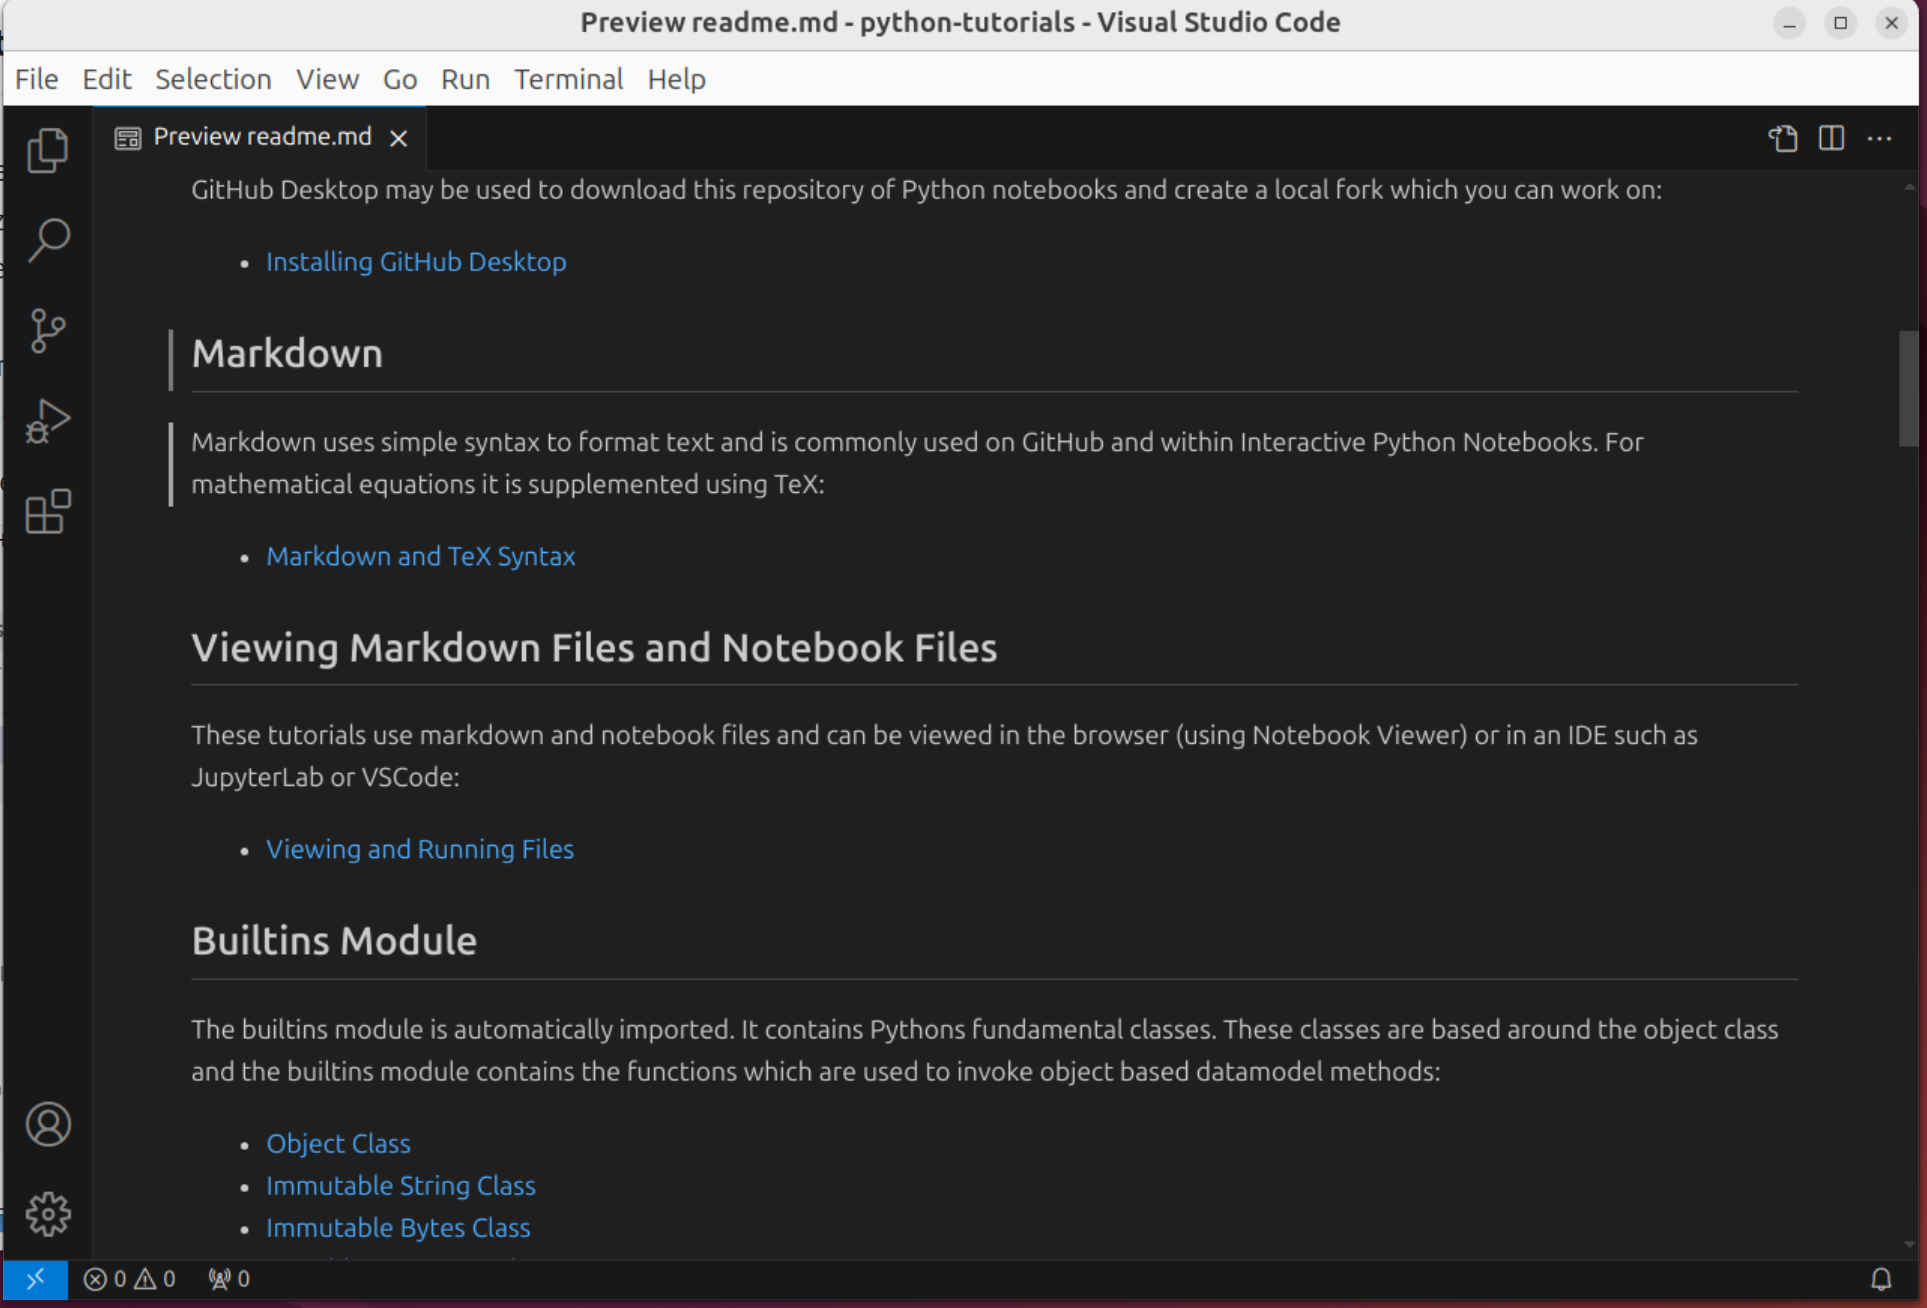 Preview readme.md - python-tutorials - Visual Studio Code
File Edit Selection View Go Run Terminal Help
Preview readme.md
GitHub Desktop may be used to download this repository of Python notebooks and create a local fork which you can work on:
• Installing GitHub Desktop
Markdown
Markdown uses simple syntax to format text and is commonly used on GitHub and within Interactive Python Notebooks. For
mathematical equations it is supplemented using TeX:
• Markdown and TeX Syntax
Viewing Markdown Files and Notebook Files
These tutorials use markdown and notebook files and can be viewed in the browser (using Notebook Viewer) or in an IDE such as
JupyterLab or VSCode:
• Viewing and Running Files
Builtins Module
The builtins module is automatically imported. It contains Pythons fundamental classes. These classes are based around the object class
and the builtins module contains the functions which are used to invoke object based datamodel methods:
• Object Class
• Immutable String Class
• Immutable Bytes Class
0 0 0